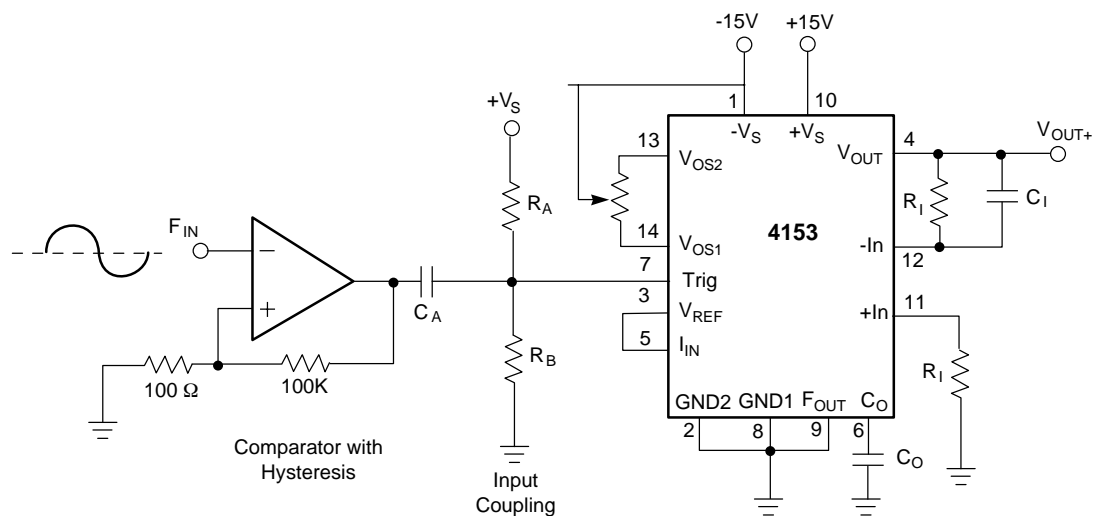 -15V
+15V
1
10
-VS
+VS
+VS
13
VOS2
VOUT
4
VOUT+
RA
RI
CI
FIN
−
4153
14
VOS1
-In
12
7
Trig
+
CA
3
VREF
+In
11
5
IIN
RB
100 Ω
100K
RI
GND2
GND1
FOUT
CO
2
8
9
6
CO
Comparator with
Hysteresis
Input
Coupling